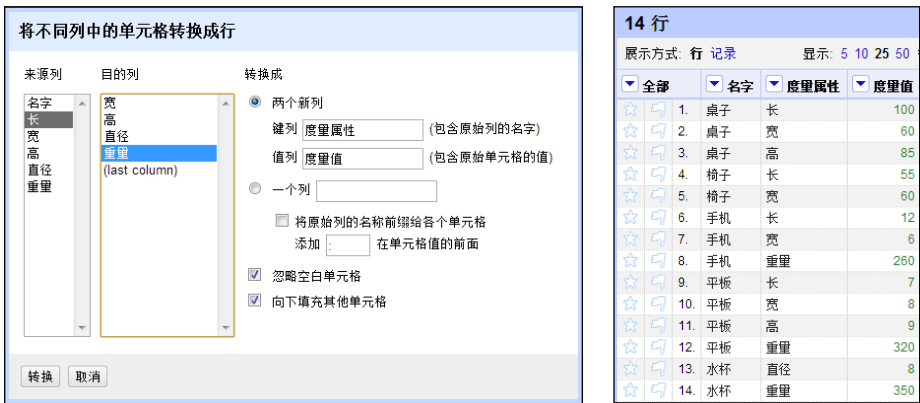 将不同列中的单元格转换成行
来源列 目的列 转换成
名字
长
宽
高
直径
重量
宽
高
直径
重量
(last column)
两个新列
键列 度量属性 (包含原始列的名字)
值列 度量值 (包含原始单元格的值)
一个列
将原始列的名称前缀给各个单元格
添加 : 在单元格值的前面
忽略空白单元格
向下填充其他单元格
转换 取消
14 行
展示方式: 行 记录 显示: 5 10 25 50
全部 名字 度量属性 度量值
1. 桌子 长 100
2. 桌子 宽 60
3. 桌子 高 85
4. 椅子 长 55
5. 椅子 宽 60
6. 手机 长 12
7. 手机 宽 6
8. 手机 重量 260
9. 平板 长 7
10. 平板 宽 8
11. 平板 高 9
12. 平板 重量 320
13. 水杯 直径 8
14. 水杯 重量 350